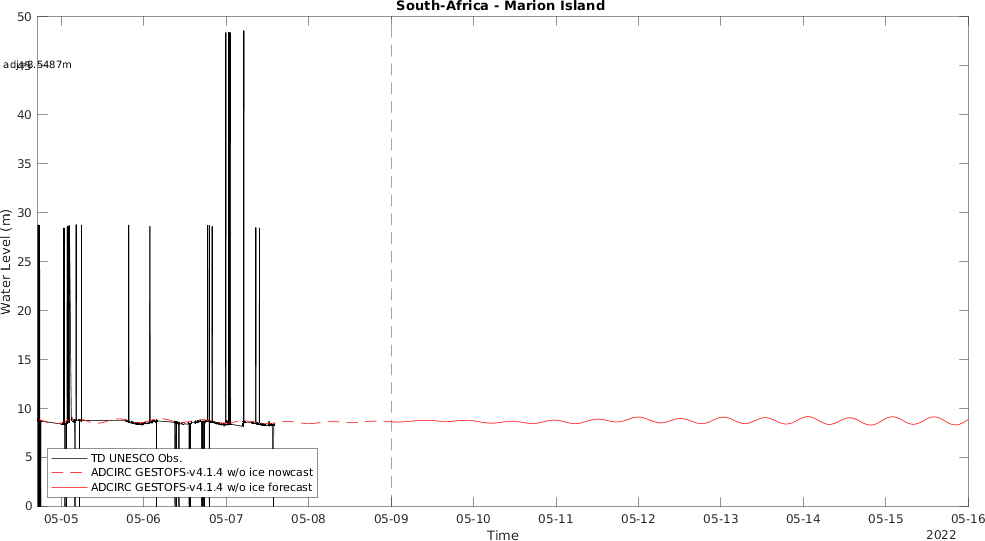 South-Africa - Marion Island
50
45
40
35
30
25
20
15
10
5
0
Water Level (m)
TD UNESCO Obs.
ADCIRC GESTOFS-v4.1.4 w/o ice nowcast
ADCIRC GESTOFS-v4.1.4 w/o ice forecast
05-05 05-06 05-07 05-08 05-09 05-10 05-11 05-12 05-13 05-14 05-15 05-16
Time
2022